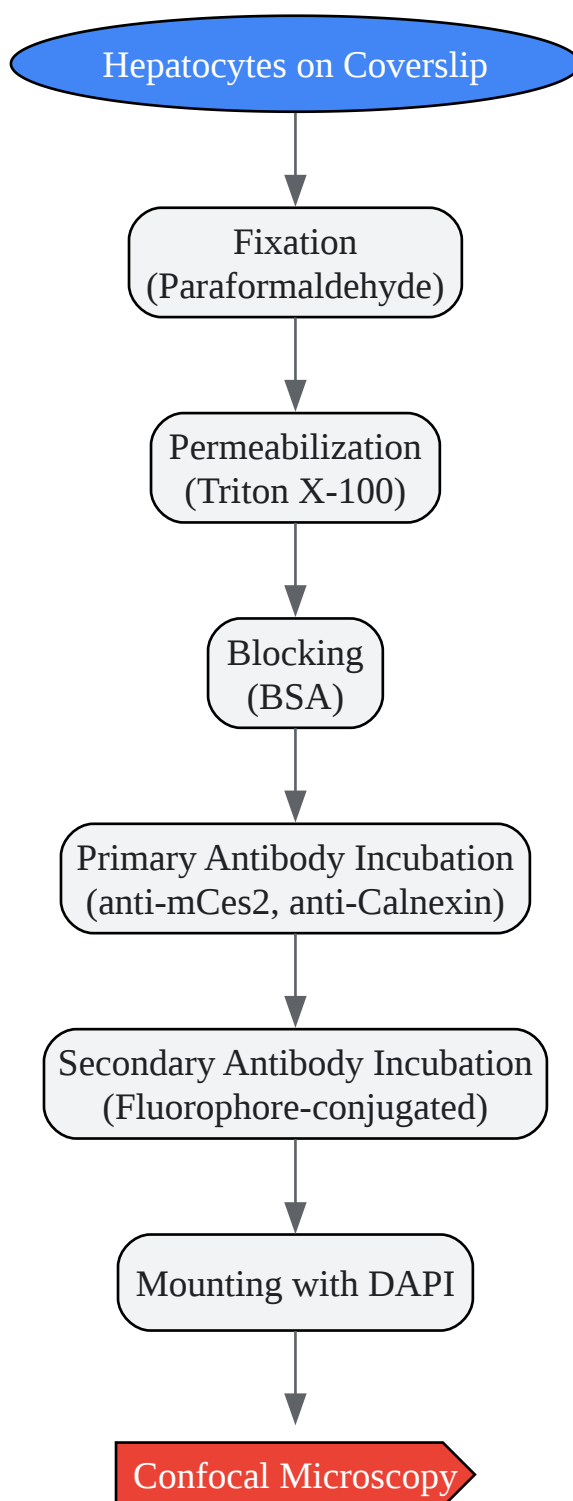 Hepatocytes on Coverslip
Fixation
(Paraformaldehyde)
Permeabilization
(Triton X-100)
Blocking
(BSA)
Primary Antibody Incubation
(anti-mCes2, anti-Calnexin)
Secondary Antibody Incubation
(Fluorophore-conjugated)
Mounting with DAPI
Confocal Microscopy